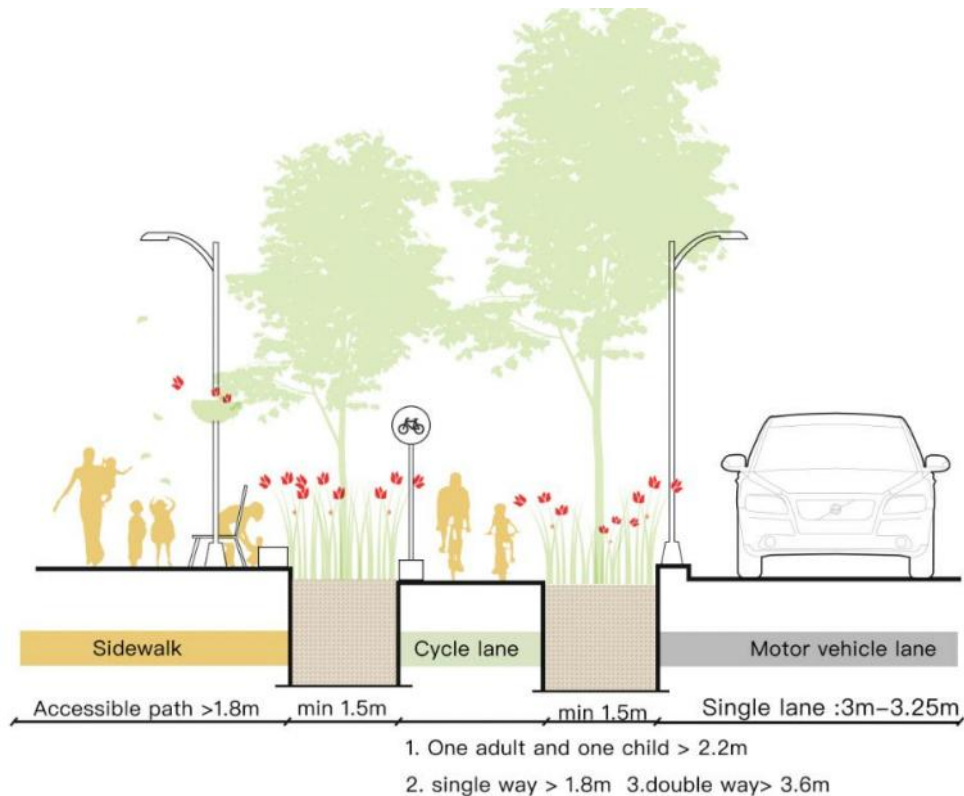 Sidewalk
Cycle lane
Motor vehicle lane
Accessible path >1.8m
min 1.5m
min 1.5m
Single lane :3m-3.25m
1. One adult and one child > 2.2m
2. single way > 1.8m 3.double way> 3.6m